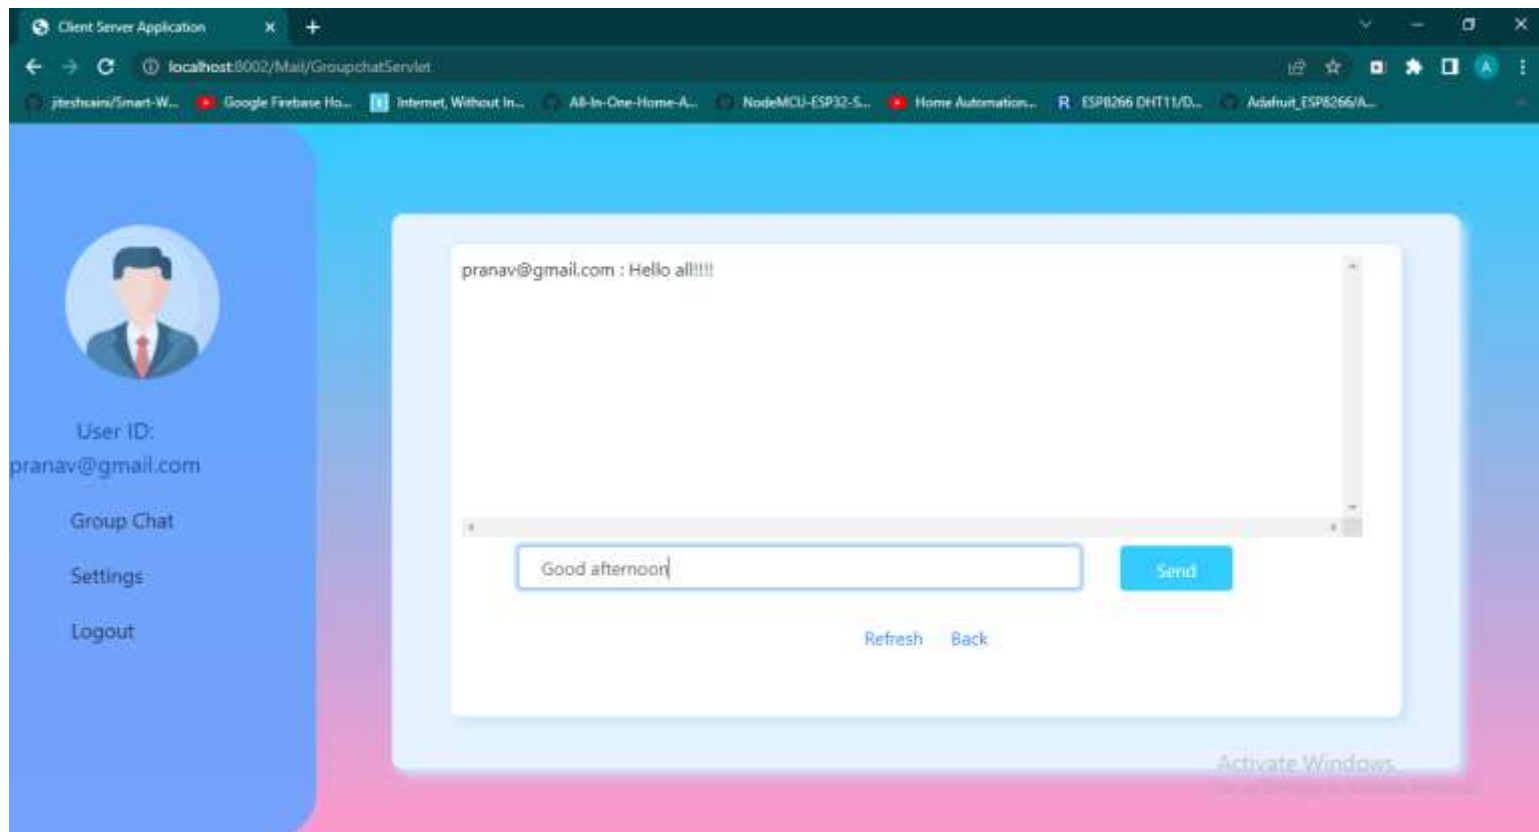 Client Server Application
localhost:8002/Mail/GroupchatServlet
jiteshsaini/Smart-W... Google Firebase Ho... Internet, Without In... All-In-One-Home-A... NodeMCU-ESP32-S... Home Automation... R ESP8266 DHT11/D... Adafruit_ESP8266/A...
pranav@gmail.com : Hello all!!!!
User ID:
pranav@gmail.com
Group Chat
Settings
Logout
Good afternoon
Send
Refresh Back
Activate Windows